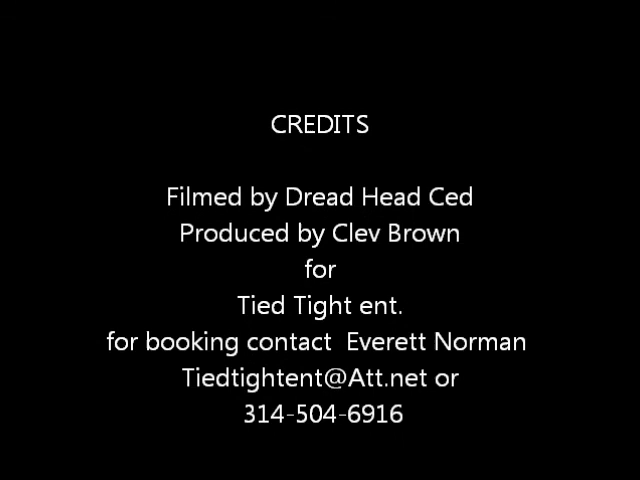 CREDITS
Filmed by Dread Head Ced
Produced by Clev Brown
for
Tied Tight ent.
for booking contact  Everett Norman
Tiedtightent@Att.net or
314-504-6916